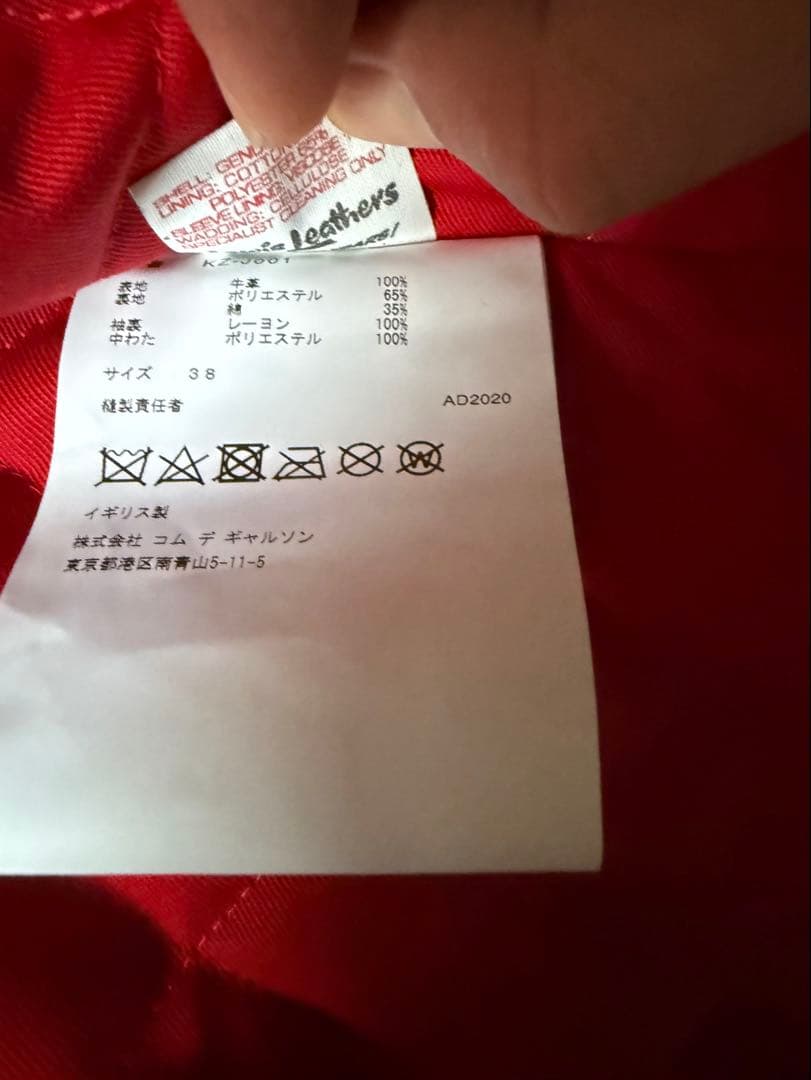 SHELL:
LINING: COTTON
POLYESTER 65%
SLEEVE LINING: VISCOSE
WADDING: CELLULOSE
SPECIALIST CLEANING ONLY
Leathers
表地 牛革 100%
裏地 ポリエステル 65%
綿 35%
袖裏 レーヨン 100%
中わた ポリエステル 100%
サイズ 38
縫製責任者 AD2020
W
イギリス製
株式会社 コム デ ギャルソン
東京都港区南青山5-11-5